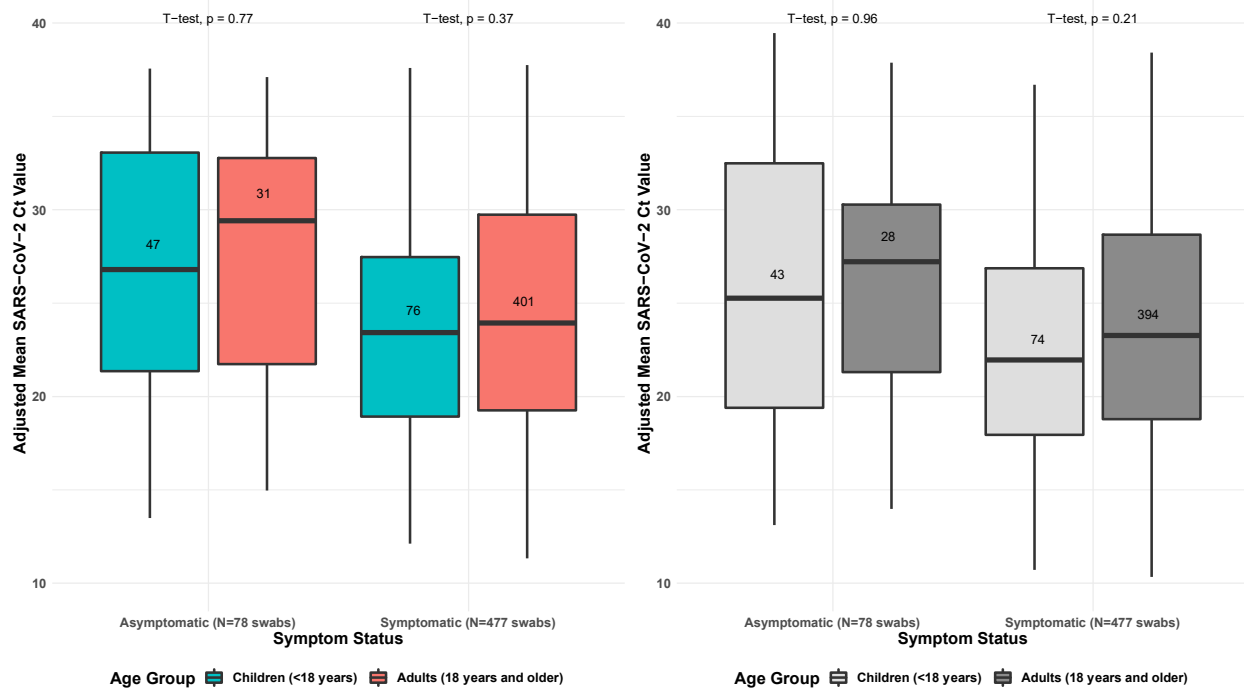 T−test, p = 0.77
T−test, p = 0.37
40
30
20
10
Adjusted Mean SARS−CoV−2 Ct Value
47
31
76
401
Asymptomatic (N=78 swabs)
Symptomatic (N=477 swabs)
Symptom Status
Age Group
Children (<18 years)
Adults (18 years and older)
T−test, p = 0.96
T−test, p = 0.21
40
30
20
10
Adjusted Mean SARS−CoV−2 Ct Value
43
28
74
394
Asymptomatic (N=78 swabs)
Symptomatic (N=477 swabs)
Symptom Status
Age Group
Children (<18 years)
Adults (18 years and older)